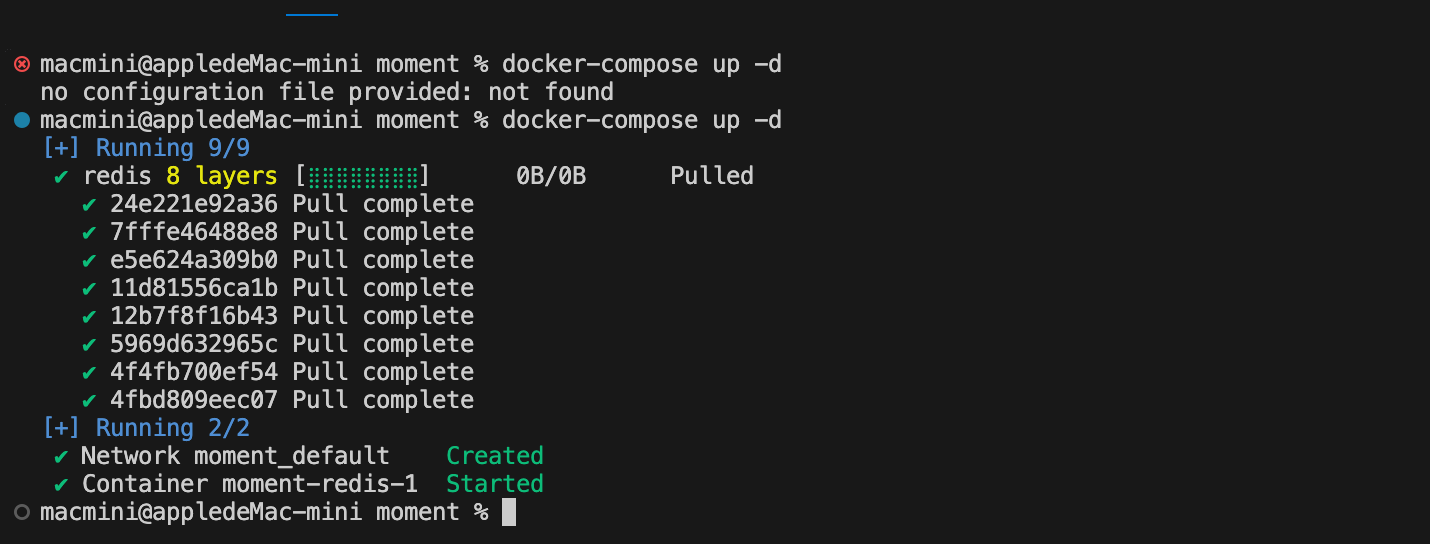 macmini@appledeMac-mini moment % docker-compose up -d
no configuration file provided: not found
macmini@appledeMac-mini moment % docker-compose up -d
[+] Running 9/9
✔ redis 8 layers [⣿⣿⣿⣿⣿⣿⣿⣿] 0B/0B Pulled
✔ 24e221e92a36 Pull complete
✔ 7fffe46488e8 Pull complete
✔ e5e624a309b0 Pull complete
✔ 11d81556ca1b Pull complete
✔ 12b7f8f16b43 Pull complete
✔ 5969d632965c Pull complete
✔ 4f4fb700ef54 Pull complete
✔ 4fbd809eec07 Pull complete
[+] Running 2/2
✔ Network moment_default Created
✔ Container moment-redis-1 Started
macmini@appledeMac-mini moment %